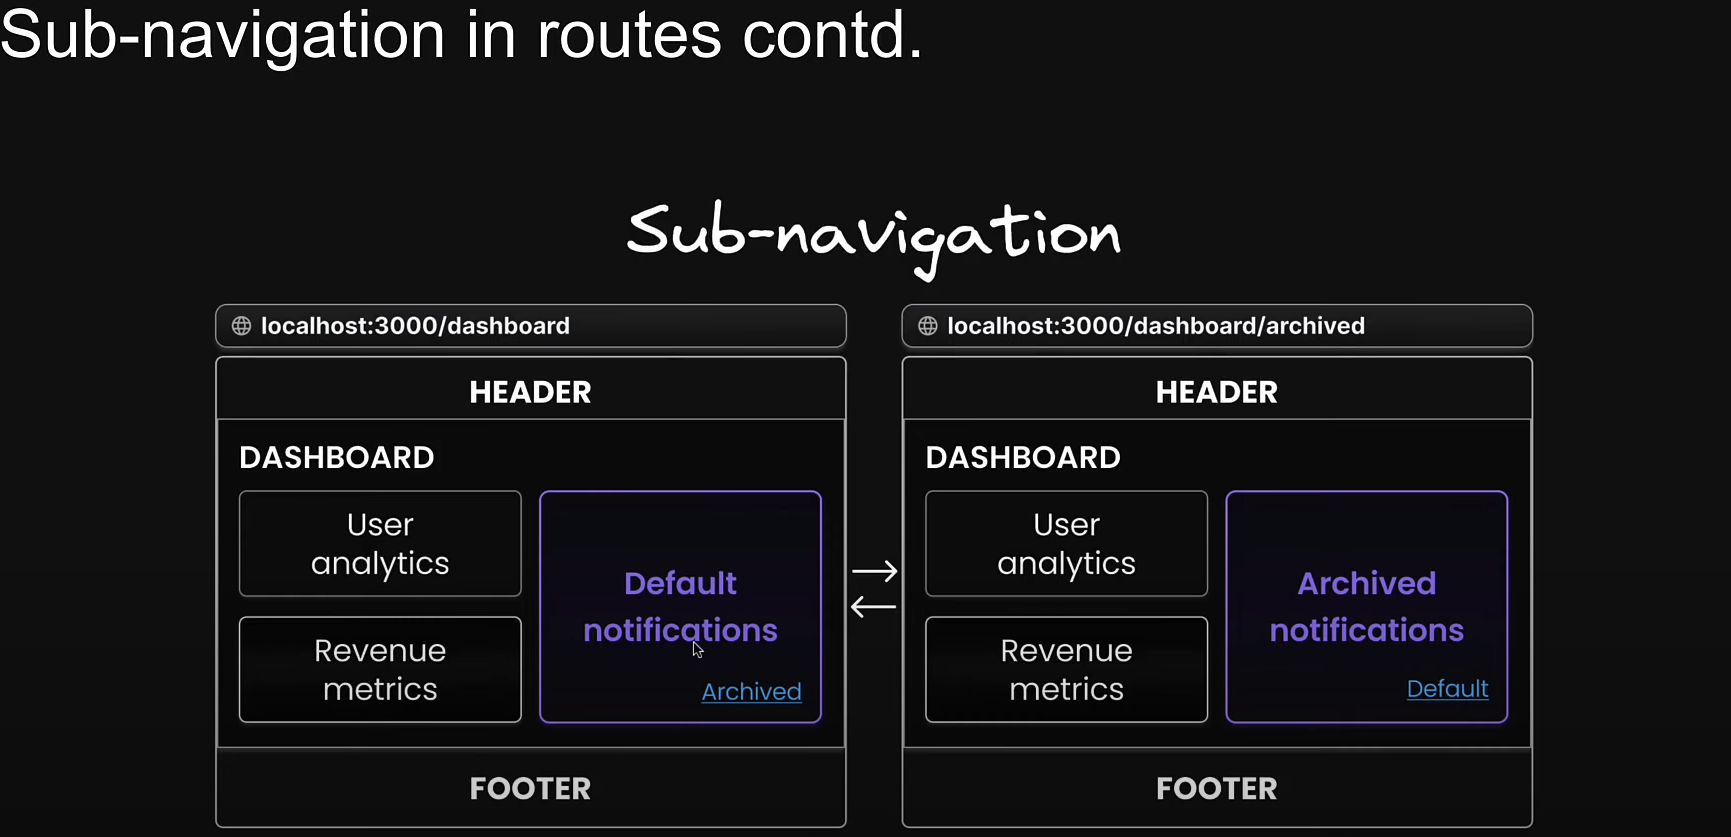 Sub-navigation in routes contd.
Sub-navigation
localhost:3000/dashboard
HEADER
DASHBOARD
User
analytics
Revenue
metrics
Default
notifications
Archived
FOOTER
localhost:3000/dashboard/archived
HEADER
DASHBOARD
User
analytics
Revenue
metrics
Archived
notifications
Default
FOOTER